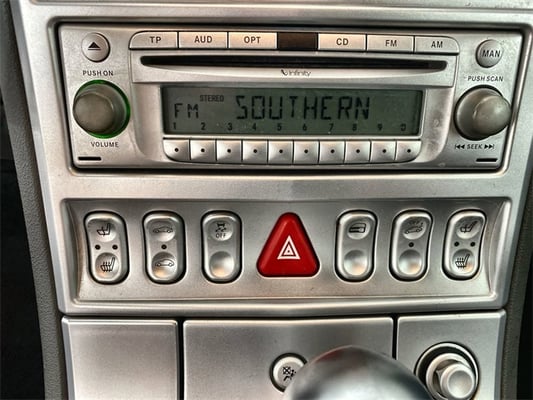 TP AUD OPT CD FM AM MAN
PUSH ON infinity PUSH SCAN
FM STEREO SOUTHERN
1 2 3 4 5 6 7 8 9 0
VOLUME SEEK
OFF